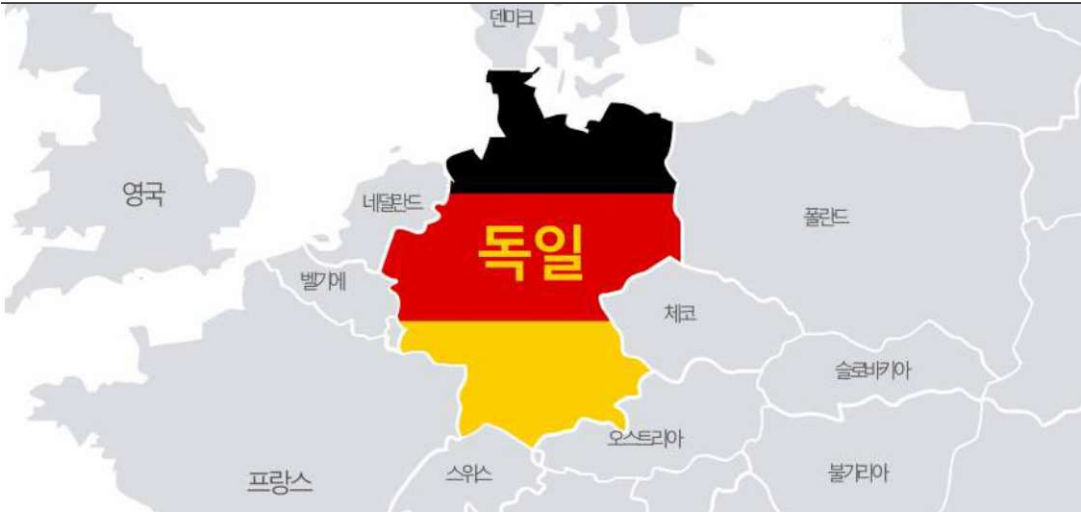 덴마크
영국
네덜란드
폴란드
독일
벨기에
체코
슬로바키아
오스트리아
프랑스
스위스
불가리아